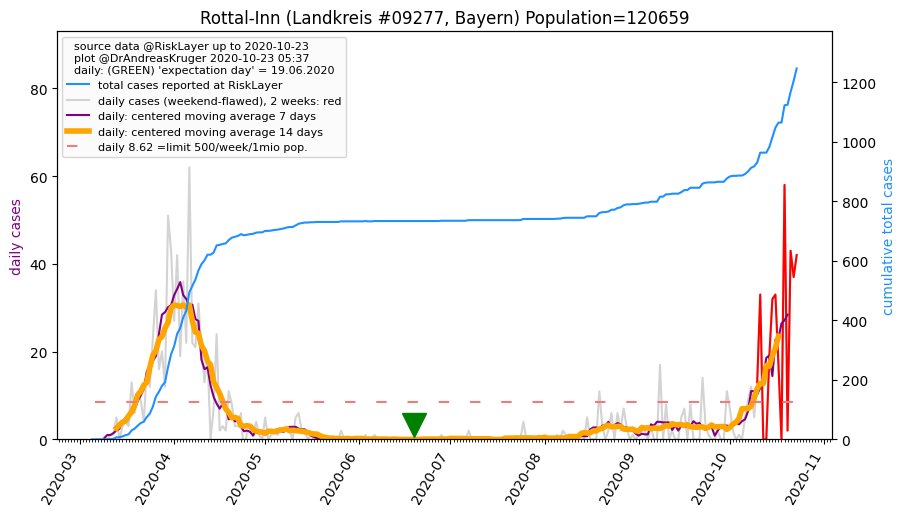 Rottal-Inn (Landkreis #09277, Bayern) Population=120659
source data @RiskLayer up to 2020-10-23
plot @DrAndreasKruger 2020-10-23 05:37
daily: (GREEN) 'expectation day' = 19.06.2020
total cases reported at RiskLayer
daily cases (weekend-flawed), 2 weeks: red
daily: centered moving average 7 days
daily: centered moving average 14 days
daily 8.62 =limit 500/week/1mio pop.
daily cases
80
60
40
20
0
cumulative total cases
1200
1000
800
600
400
200
0
2020-03
2020-04
2020-05
2020-06
2020-07
2020-08
2020-09
2020-10
2020-11